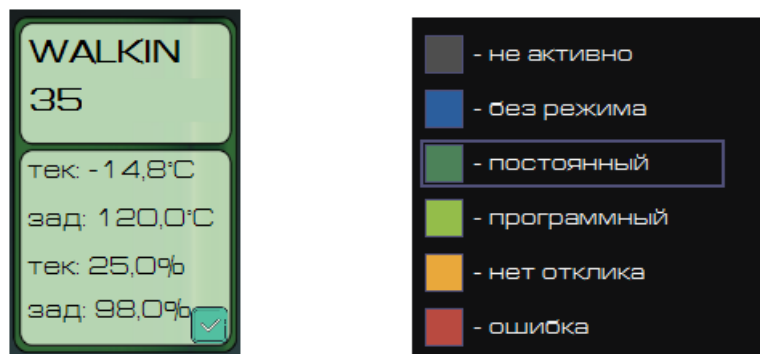 WALKIN
35
тек: -14,8°C
зад: 120,0°C
тек: 25,0%
зад: 98,0%
- не активно
- без режима
- постоянный
- программный
- нет отклика
- ошибка